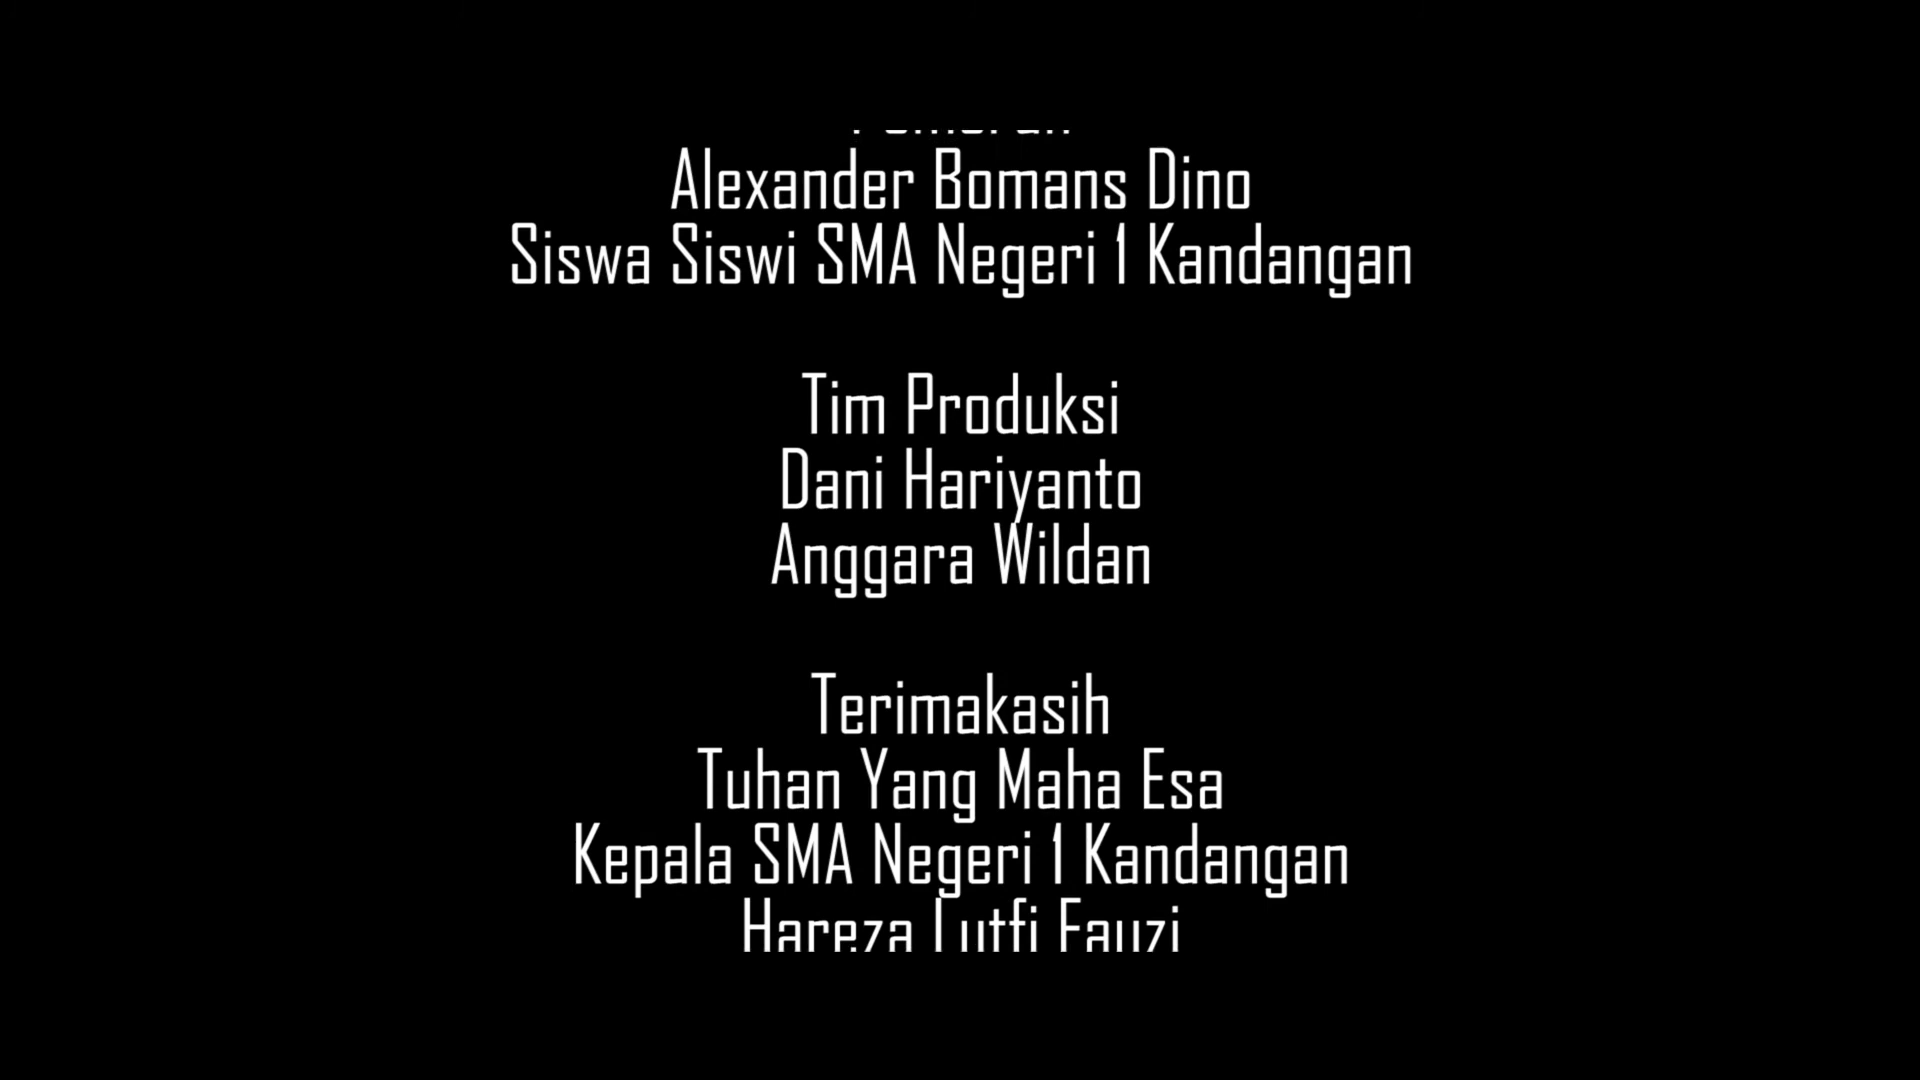 Alexander Bomans Dino
Siswa Siswi SMA Negeri 1 Kandangan
Tim Produksi
Dani Hariyanto
Anggara Wildan
Terimakasih
Tuhan Yang Maha Esa
Kepala SMA Negeri 1 Kandangan
Hareza Lutfi Fauzi